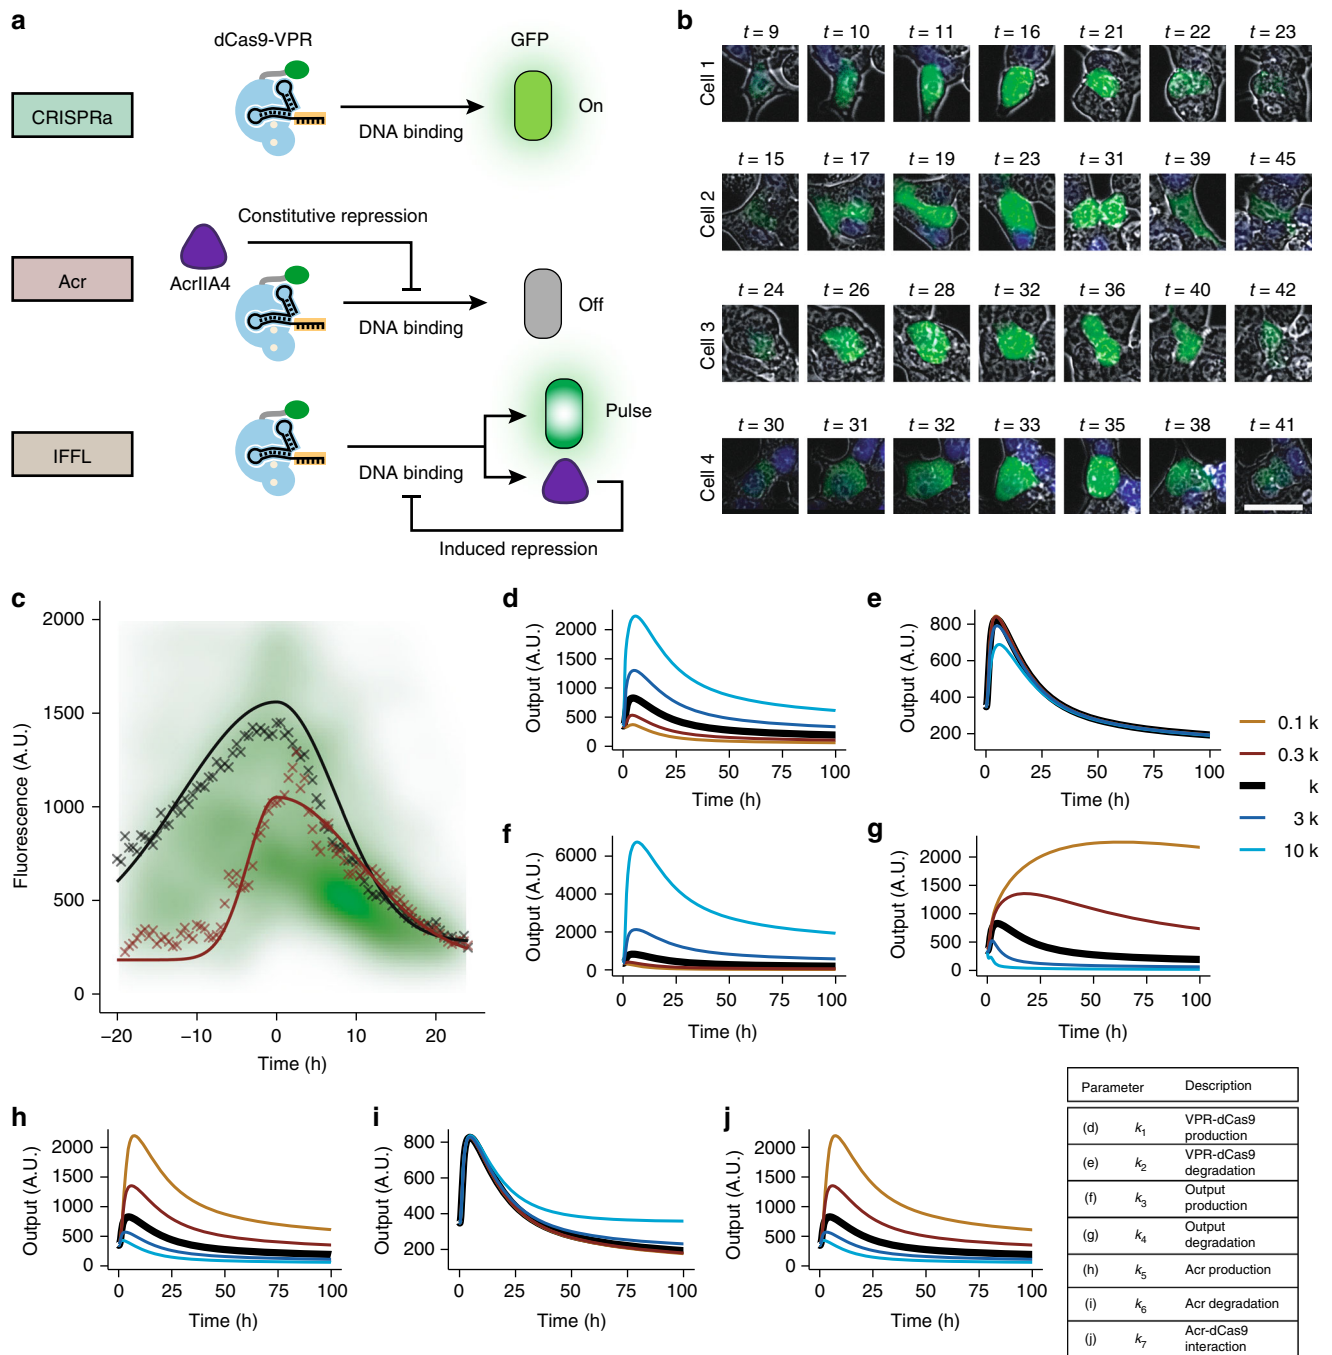 a
dCas9-VPR
GFP
CRISPRa
DNA binding
On
Constitutive repression
Acr
AcrIIA4
DNA binding
Off
IFFL
DNA binding
Pulse
Induced repression
b
t = 9 t = 10 t = 11 t = 16 t = 21 t = 22 t = 23
Cell 1
t = 15 t = 17 t = 19 t = 23 t = 31 t = 39 t = 45
Cell 2
t = 24 t = 26 t = 28 t = 32 t = 36 t = 40 t = 42
Cell 3
t = 30 t = 31 t = 32 t = 33 t = 35 t = 38 t = 41
Cell 4
c
Fluorescence (A.U.)
2000
1500
1000
500
0
−20 −10 0 10 20
Time (h)
d
Output (A.U.)
2000
1500
1000
500
0
0 25 50 75 100
Time (h)
e
Output (A.U.)
800
600
400
200
0 25 50 75 100
Time (h)
0.1 k
0.3 k
k
3 k
10 k
f
Output (A.U.)
6000
4000
2000
0
0 25 50 75 100
Time (h)
g
Output (A.U.)
2000
1500
1000
500
0
0 25 50 75 100
Time (h)
h
Output (A.U.)
2000
1500
1000
500
0
0 25 50 75 100
Time (h)
i
Output (A.U.)
800
600
400
200
0 25 50 75 100
Time (h)
j
Output (A.U.)
2000
1500
1000
500
0
0 25 50 75 100
Time (h)
Parameter Description
(d) k1 VPR-dCas9
production
(e) k2 VPR-dCas9
degradation
(f) k3 Output
production
(g) k4 Output
degradation
(h) k5 Acr production
(i) k6 Acr degradation
(j) k7 Acr-dCas9
interaction